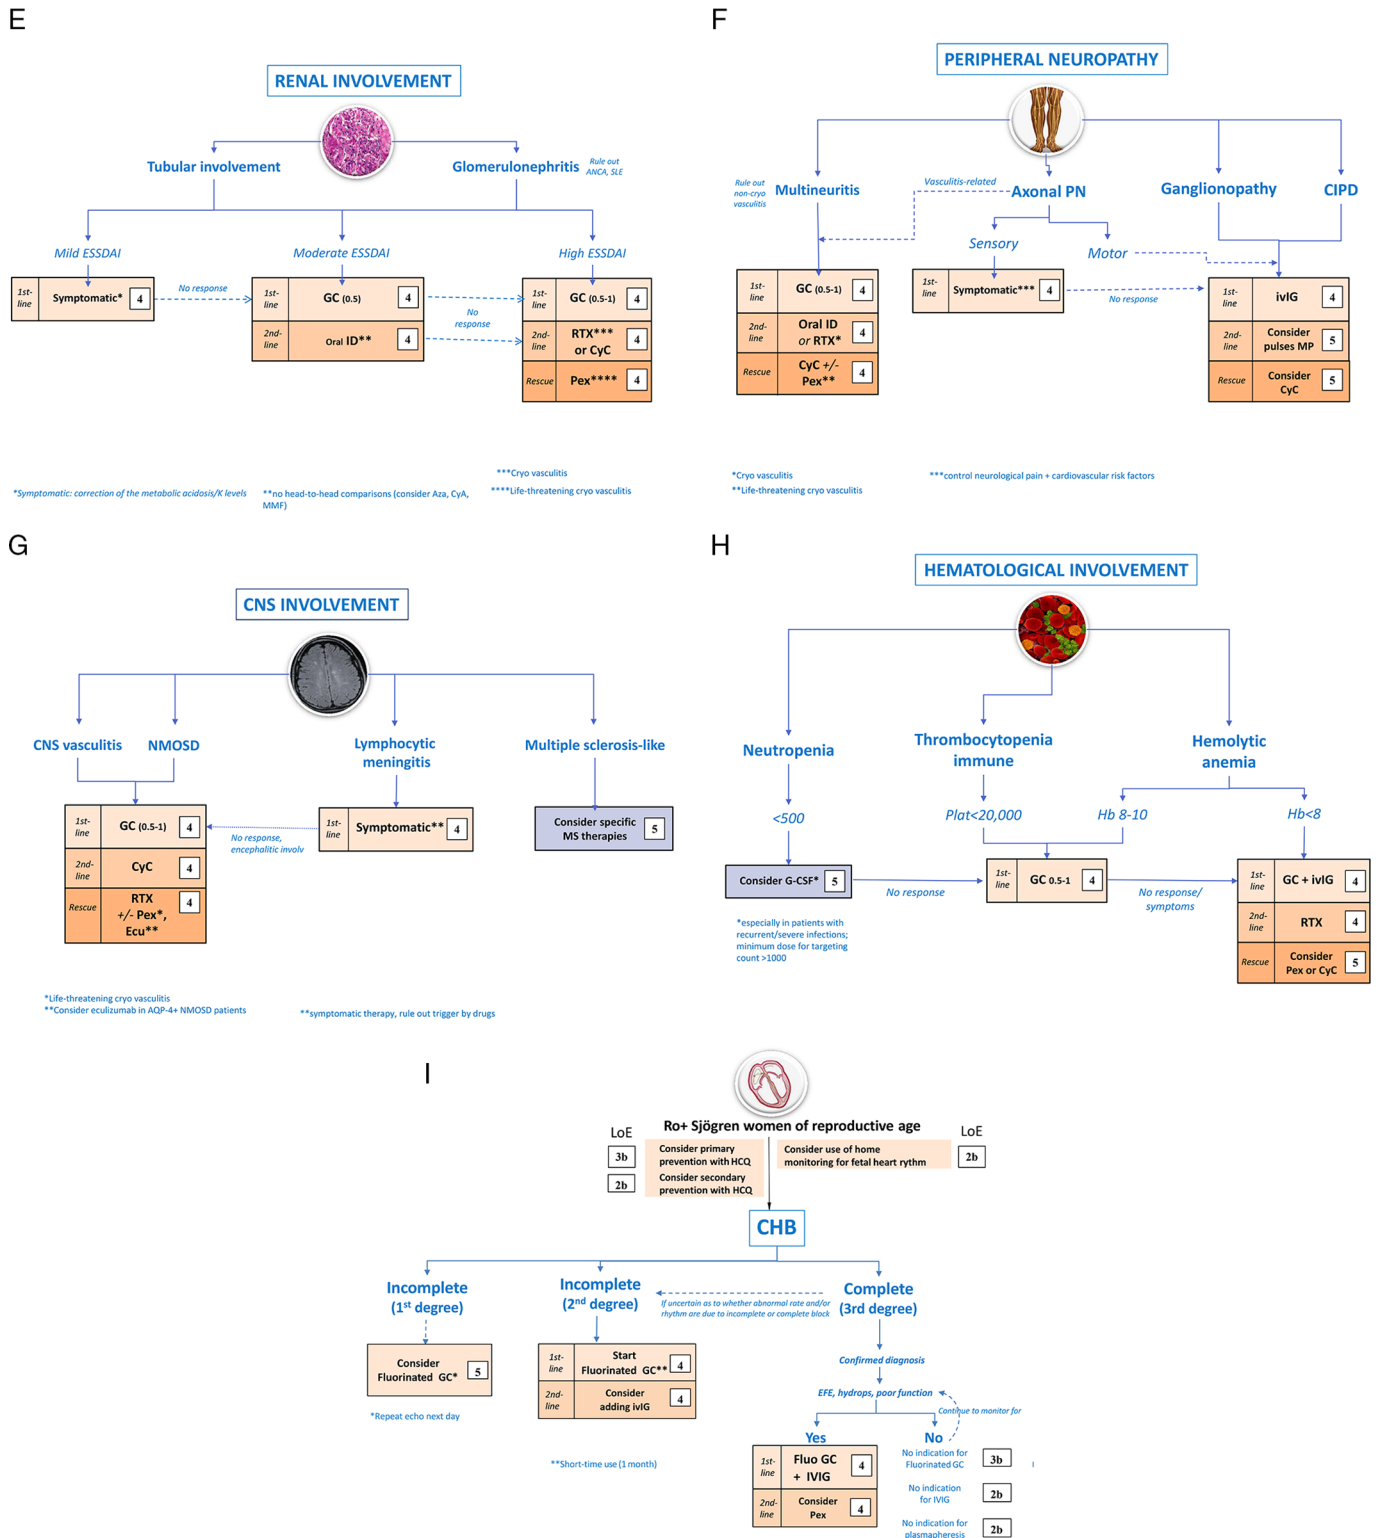 E
RENAL INVOLVEMENT
Tubular involvement
Glomerulonephritis
Rule out
ANCA, SLE
Mild ESSDAI
Moderate ESSDAI
High ESSDAI
1st-
line
Symptomatic*
4
No response
1st-
line
GC (0.5)
4
2nd-
line
Oral ID**
4
No
response
1st-
line
GC (0.5-1)
4
2nd-
line
RTX***
or CyC
4
Rescue
Pex****
4
***Cryo vasculitis
*Symptomatic: correction of the metabolic acidosis/K levels
**no head-to-head comparisons (consider Aza, CyA,
MMF)
****Life-threatening cryo vasculitis
F
PERIPHERAL NEUROPATHY
Rule out
non-cryo
vasculitis
Multineuritis
Vasculitis-related
Axonal PN
Ganglionopathy
CIPD
Sensory
Motor
1st-
line
GC (0.5-1)
4
2nd-
line
Oral ID
or RTX*
4
Rescue
CyC +/-
Pex**
4
1st-
line
Symptomatic***
4
No response
1st-
line
ivIG
4
2nd-
line
Consider
pulses MP
5
Rescue
Consider
CyC
5
*Cryo vasculitis
**Life-threatening cryo vasculitis
***control neurological pain + cardiovascular risk factors
G
CNS INVOLVEMENT
CNS vasculitis
NMOSD
Lymphocytic
meningitis
Multiple sclerosis-like
1st-
line
GC (0.5-1)
4
2nd-
line
CyC
4
Rescue
RTX
+/- Pex*,
Ecu**
4
No response,
encephalitic involv
1st-
line
Symptomatic**
4
Consider specific
MS therapies
5
*Life-threatening cryo vasculitis
**Consider eculizumab in AQP-4+ NMOSD patients
**symptomatic therapy, rule out trigger by drugs
H
HEMATOLOGICAL INVOLVEMENT
Neutropenia
Thrombocytopenia
immune
Hemolytic
anemia
<500
Plat<20,000
Hb 8-10
Hb<8
Consider G-CSF*
5
No response
1st-
line
GC 0.5-1
4
No response/
symptoms
1st-
line
GC + ivIG
4
2nd-
line
RTX
4
Rescue
Consider
Pex or CyC
5
*especially in patients with
recurrent/severe infections;
minimum dose for targeting
count >1000
I
Ro+ Sjögren women of reproductive age
LoE
3b
Consider primary
prevention with HCQ
2b
Consider secondary
prevention with HCQ
Consider use of home
monitoring for fetal heart rythm
LoE
2b
CHB
Incomplete
(1st degree)
Incomplete
(2nd degree)
If uncertain as to whether abnormal rate and/or
rhythm are due to incomplete or complete block
Complete
(3rd degree)
Consider
Fluorinated GC*
5
*Repeat echo next day
1st-
line
Start
Fluorinated GC**
4
2nd-
line
Consider
adding ivIG
4
**Short-time use (1 month)
Confirmed diagnosis
EFE, hydrops, poor function
Continue to monitor for
Yes
No
1st-
line
Fluo GC
+ IVIG
4
2nd-
line
Consider
Pex
4
No indication for
Fluorinated GC
3b
No indication
for IVIG
2b
No indication for
plasmapheresis
2b